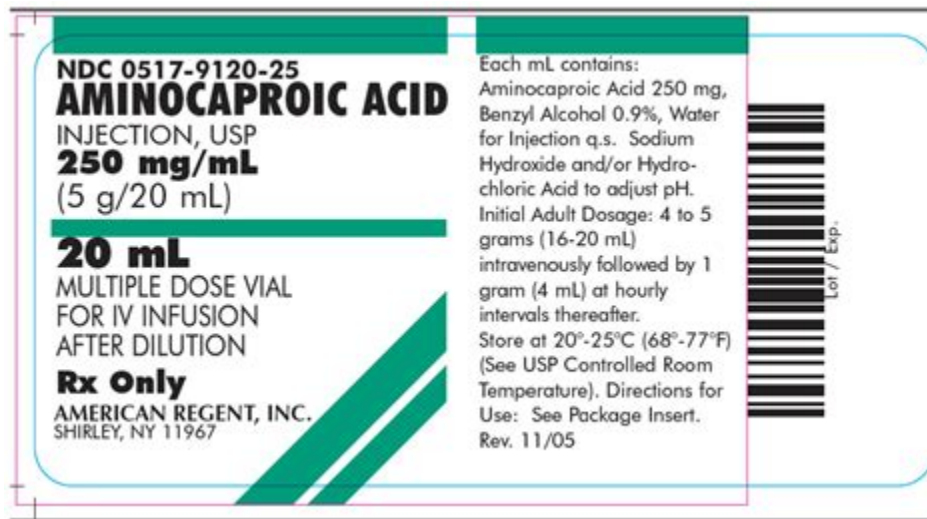 NDC 0517-9120-25
AMINOCAPROIC ACID
INJECTION, USP
250 mg/mL
(5 g/20 mL)
20 mL
MULTIPLE DOSE VIAL
FOR IV INFUSION
AFTER DILUTION
Rx Only
AMERICAN REGENT, INC.
SHIRLEY, NY 11967
Each mL contains:
Aminocaproic Acid 250 mg,
Benzyl Alcohol 0.9%, Water
for Injection q.s. Sodium
Hydroxide and/or Hydro-
chloric Acid to adjust pH.
Initial Adult Dosage: 4 to 5
grams (16-20 mL)
intravenously followed by 1
gram (4 mL) at hourly
intervals thereafter.
Store at 20°-25°C (68°-77°F)
(See USP Controlled Room
Temperature). Directions for
Use: See Package Insert.
Rev. 11/05
Lot / Exp.